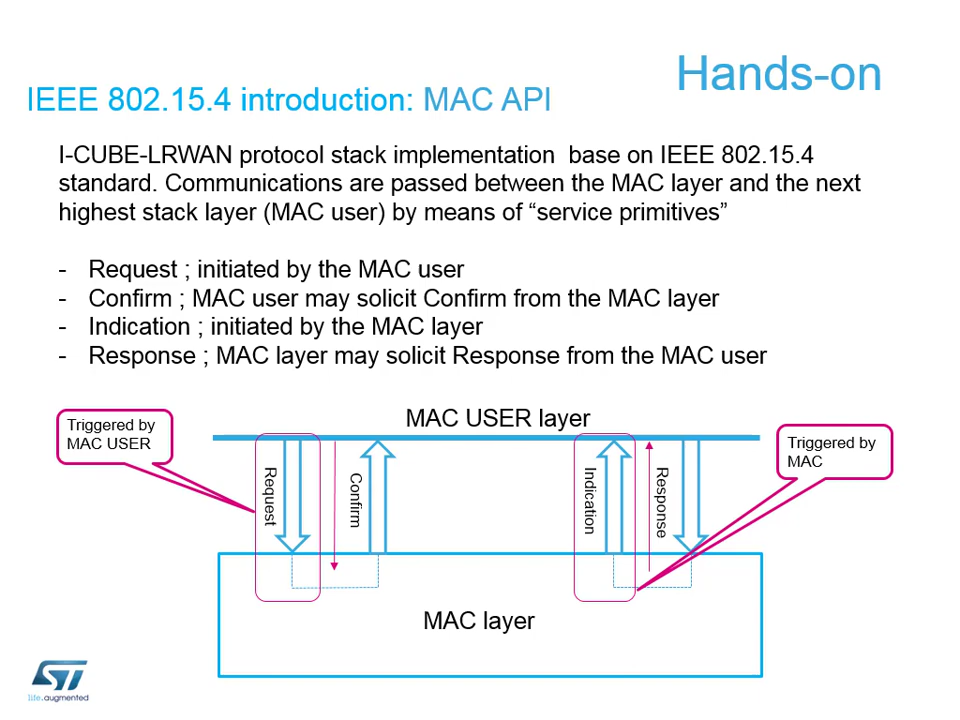 Hands-on
IEEE 802.15.4 introduction: MAC API
I-CUBE-LRWAN protocol stack implementation  base on IEEE 802.15.4
standard. Communications are passed between the MAC layer and the next
highest stack layer (MAC user) by means of “service primitives”
- Request ; initiated by the MAC user
- Confirm ; MAC user may solicit Confirm from the MAC layer
- Indication ; initiated by the MAC layer
- Response ; MAC layer may solicit Response from the MAC user
MAC USER layer
Triggered by
MAC USER
Triggered by
MAC
Request
Confirm
Indication
Response
MAC layer
ST
life.augmented